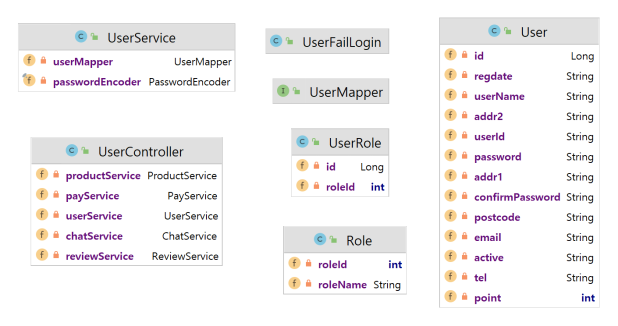 UserService
userMapper UserMapper
passwordEncoder PasswordEncoder
UserController
productService ProductService
payService PayService
userService UserService
chatService ChatService
reviewService ReviewService
UserFailLogin
UserMapper
UserRole
id Long
roleId int
Role
roleId int
roleName String
User
id Long
regdate String
userName String
addr2 String
userId String
password String
addr1 String
confirmPassword String
postcode String
email String
active String
tel String
point int